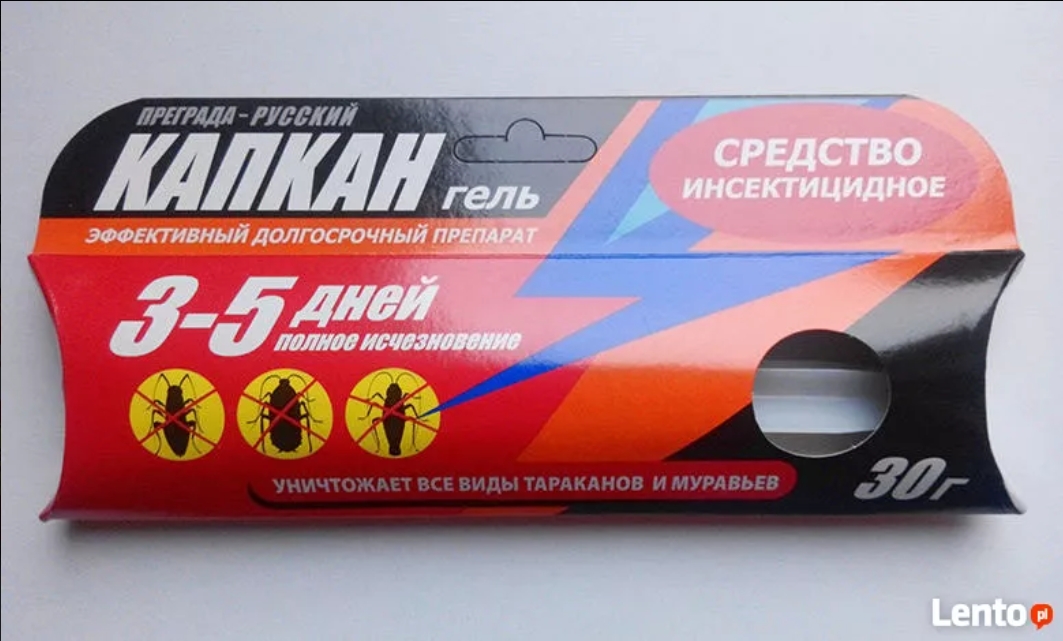 ПРЕГРАДА - РУССКИЙ
КАПКАН гель
ЭФФЕКТИВНЫЙ ДОЛГОСРОЧНЫЙ ПРЕПАРАТ
СРЕДСТВО
ИНСЕКТИЦИДНОЕ
3-5 дней
полное исчезновение
УНИЧТОЖАЕТ ВСЕ ВИДЫ ТАРАКАНОВ И МУРАВЬЕВ
30г
Lento pl